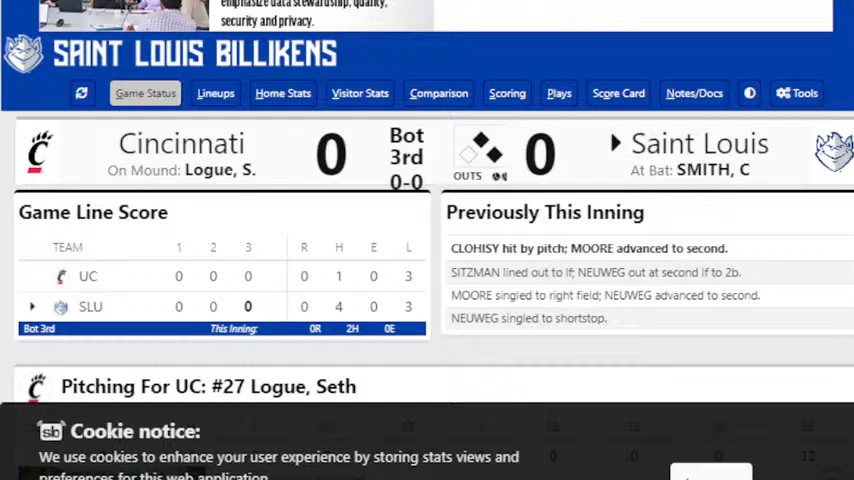 emphasize data stewardship, quality,
security and privacy.
SAINT LOUIS BILLIKENS
Game Status Lineups Home Stats Visitor Stats Comparison Scoring Plays Score Card Notes/Docs Tools
Cincinnati 0 Bot 3rd 0-0 OUTS 0 Saint Louis
On Mound: Logue, S. At Bat: SMITH, C
Game Line Score
TEAM 1 2 3 R H E L
UC 0 0 0 0 1 0 3
SLU 0 0 0 0 4 0 3
Bot 3rd This Inning: 0R 2H 0E
Previously This Inning
CLOHISY hit by pitch; MOORE advanced to second.
SITZMAN lined out to lf; NEUWEG out at second lf to 2b.
MOORE singled to right field; NEUWEG advanced to second.
NEUWEG singled to shortstop.
Pitching For UC: #27 Logue, Seth
sb Cookie notice:
We use cookies to enhance your user experience by storing stats views and
preferences for this web application.